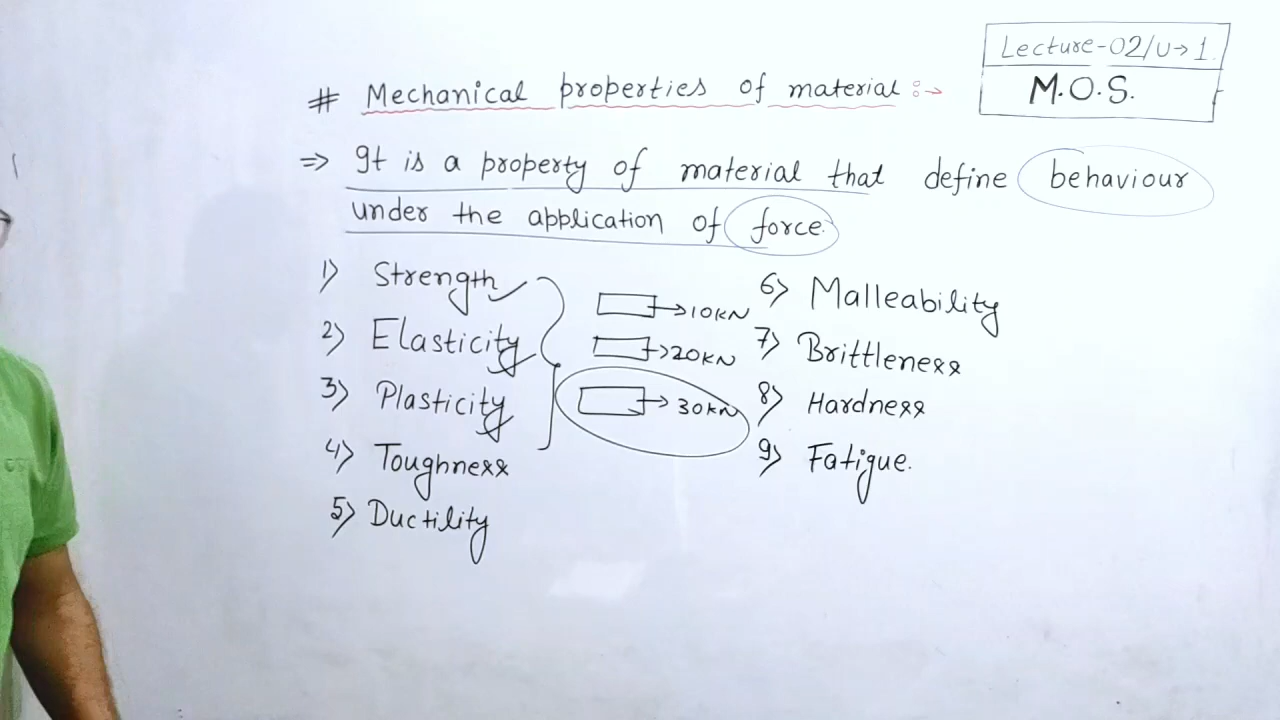 Lecture-02/U→1.
M.O.S.
# Mechanical properties of material :→
⇒ It is a property of material that define behaviour
under the application of force.
1) Strength ✓
2) Elasticity ✓
3) Plasticity ✓
4) Toughness
5) Ductility
→10KN
→20KN
→30KN
6) Malleability
7) Brittleness
8) Hardness
9) Fatigue.